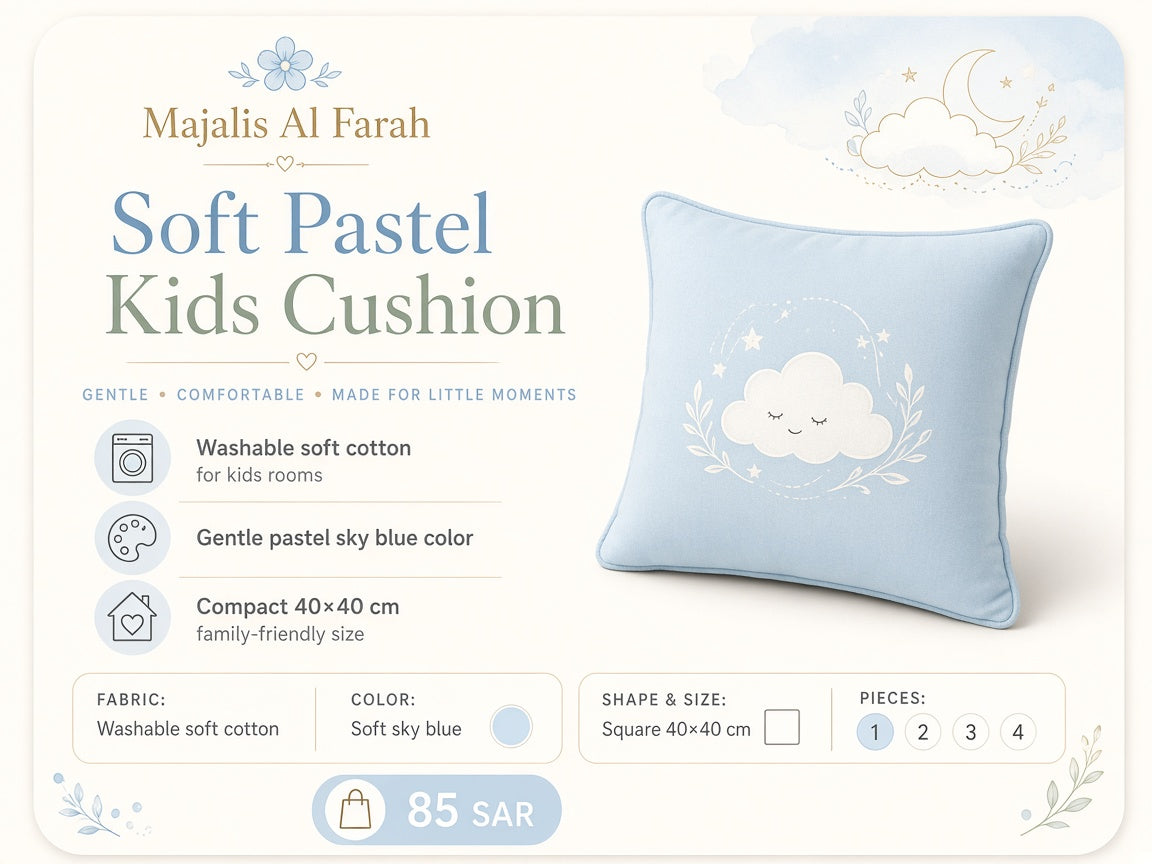 Majalis Al Farah
Soft Pastel
Kids Cushion
GENTLE • COMFORTABLE • MADE FOR LITTLE MOMENTS
Washable soft cotton
for kids rooms
Gentle pastel sky blue color
Compact 40×40 cm
family-friendly size
FABRIC:
Washable soft cotton
COLOR:
Soft sky blue
SHAPE & SIZE:
Square 40×40 cm
PIECES:
1 2 3 4
85 SAR